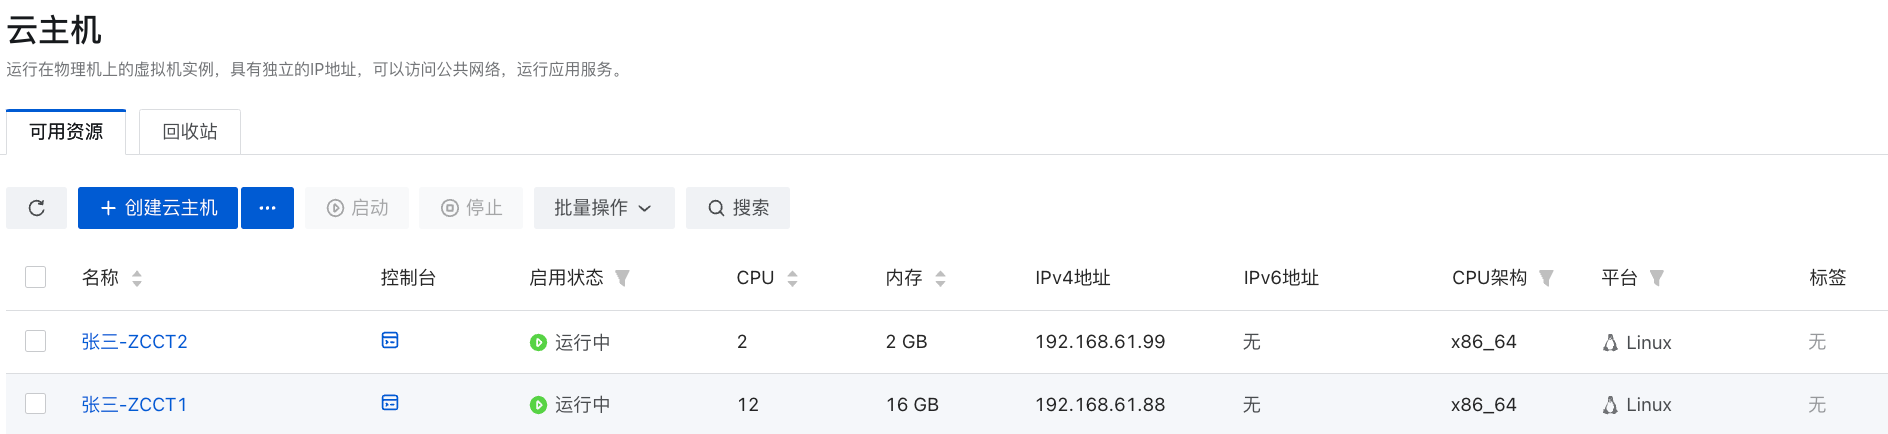 云主机
运行在物理机上的虚拟机实例，具有独立的IP地址，可以访问公共网络，运行应用服务。
可用资源 回收站
创建云主机 ... 启动 停止 批量操作 搜索
名称 控制台 启用状态 CPU 内存 IPv4地址 IPv6地址 CPU架构 平台 标签
张三-ZCCT2 运行中 2 2 GB 192.168.61.99 无 x86_64 Linux 无
张三-ZCCT1 运行中 12 16 GB 192.168.61.88 无 x86_64 Linux 无